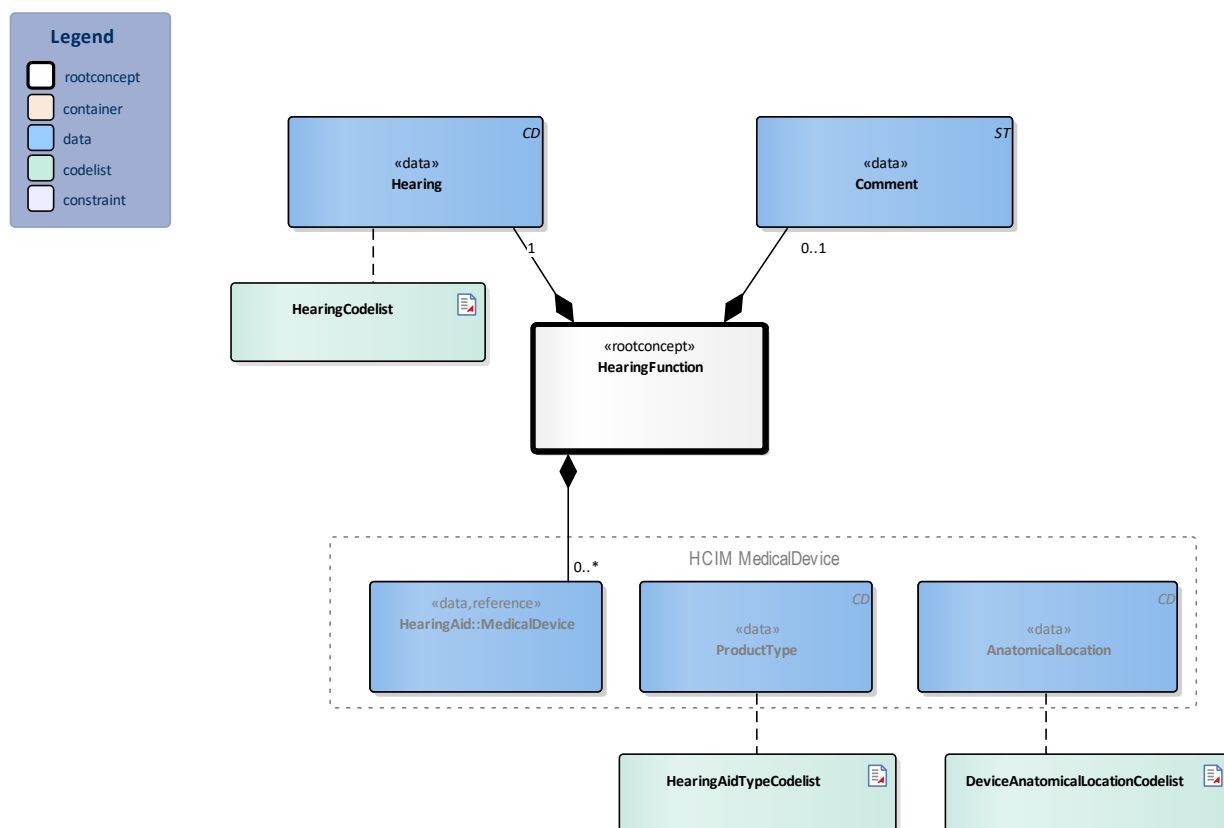 Legend
rootconcept
container
data
codelist
constraint
CD
«data»
Hearing
ST
«data»
Comment
1
0..1
HearingCodelist
«rootconcept»
HearingFunction
HCIM MedicalDevice
0..*
«data,reference»
HearingAid::MedicalDevice
CD
«data»
ProductType
CD
«data»
AnatomicalLocation
HearingAidTypeCodelist
DeviceAnatomicalLocationCodelist